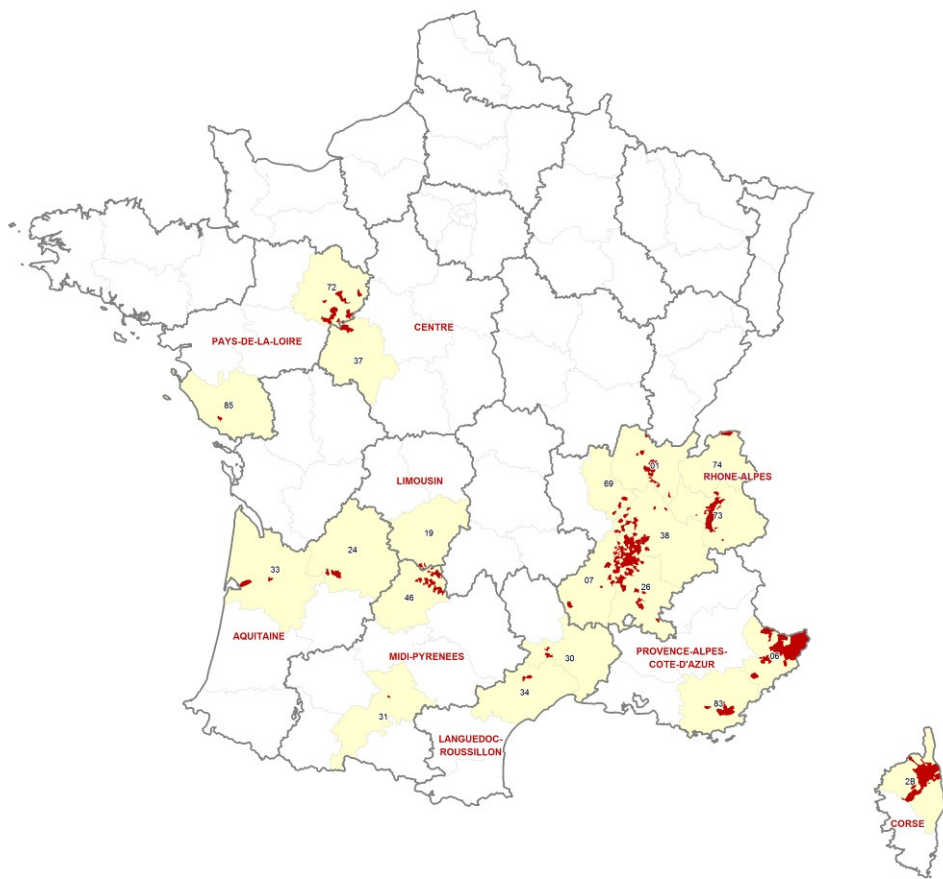 72
CENTRE
PAYS-DE-LA-LOIRE
37
85
01
74
RHONE-ALPES
LIMOUSIN
69
73
19
38
24
33
07
26
46
AQUITAINE
MIDI-PYRENEES
30
PROVENCE-ALPES-
COTE-D'AZUR
06
34
83
31
LANGUEDOC-
ROUSSILLON
2B
CORSE